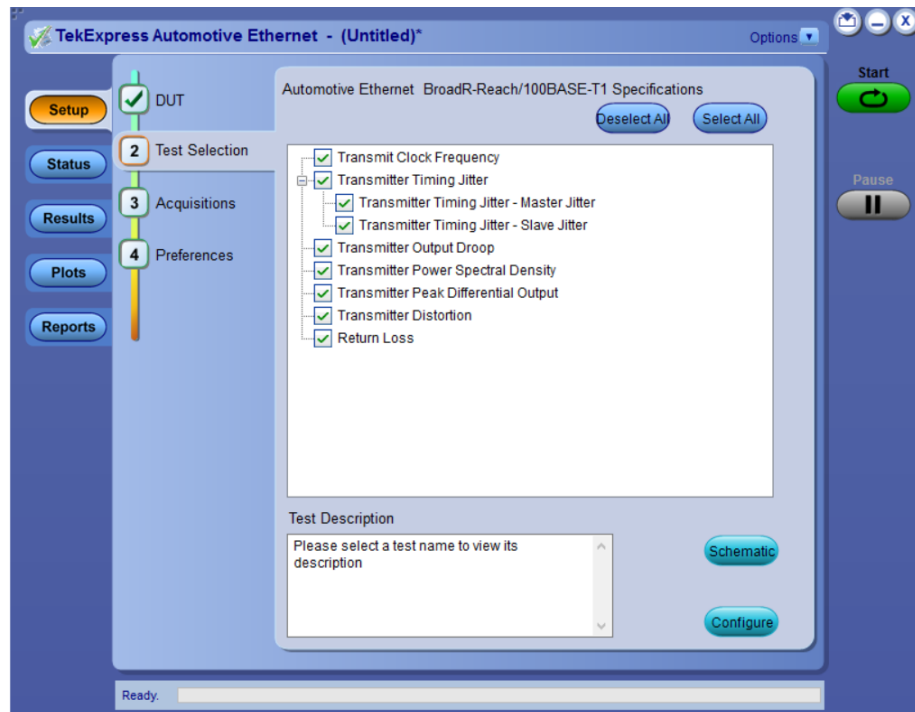 TekExpress Automotive Ethernet - (Untitled)*
Options
Start
Pause
Setup
Status
Results
Plots
Reports
DUT
2 Test Selection
3 Acquisitions
4 Preferences
Automotive Ethernet BroadR-Reach/100BASE-T1 Specifications
Deselect All
Select All
Transmit Clock Frequency
Transmitter Timing Jitter
Transmitter Timing Jitter - Master Jitter
Transmitter Timing Jitter - Slave Jitter
Transmitter Output Droop
Transmitter Power Spectral Density
Transmitter Peak Differential Output
Transmitter Distortion
Return Loss
Test Description
Please select a test name to view its
description
Schematic
Configure
Ready.